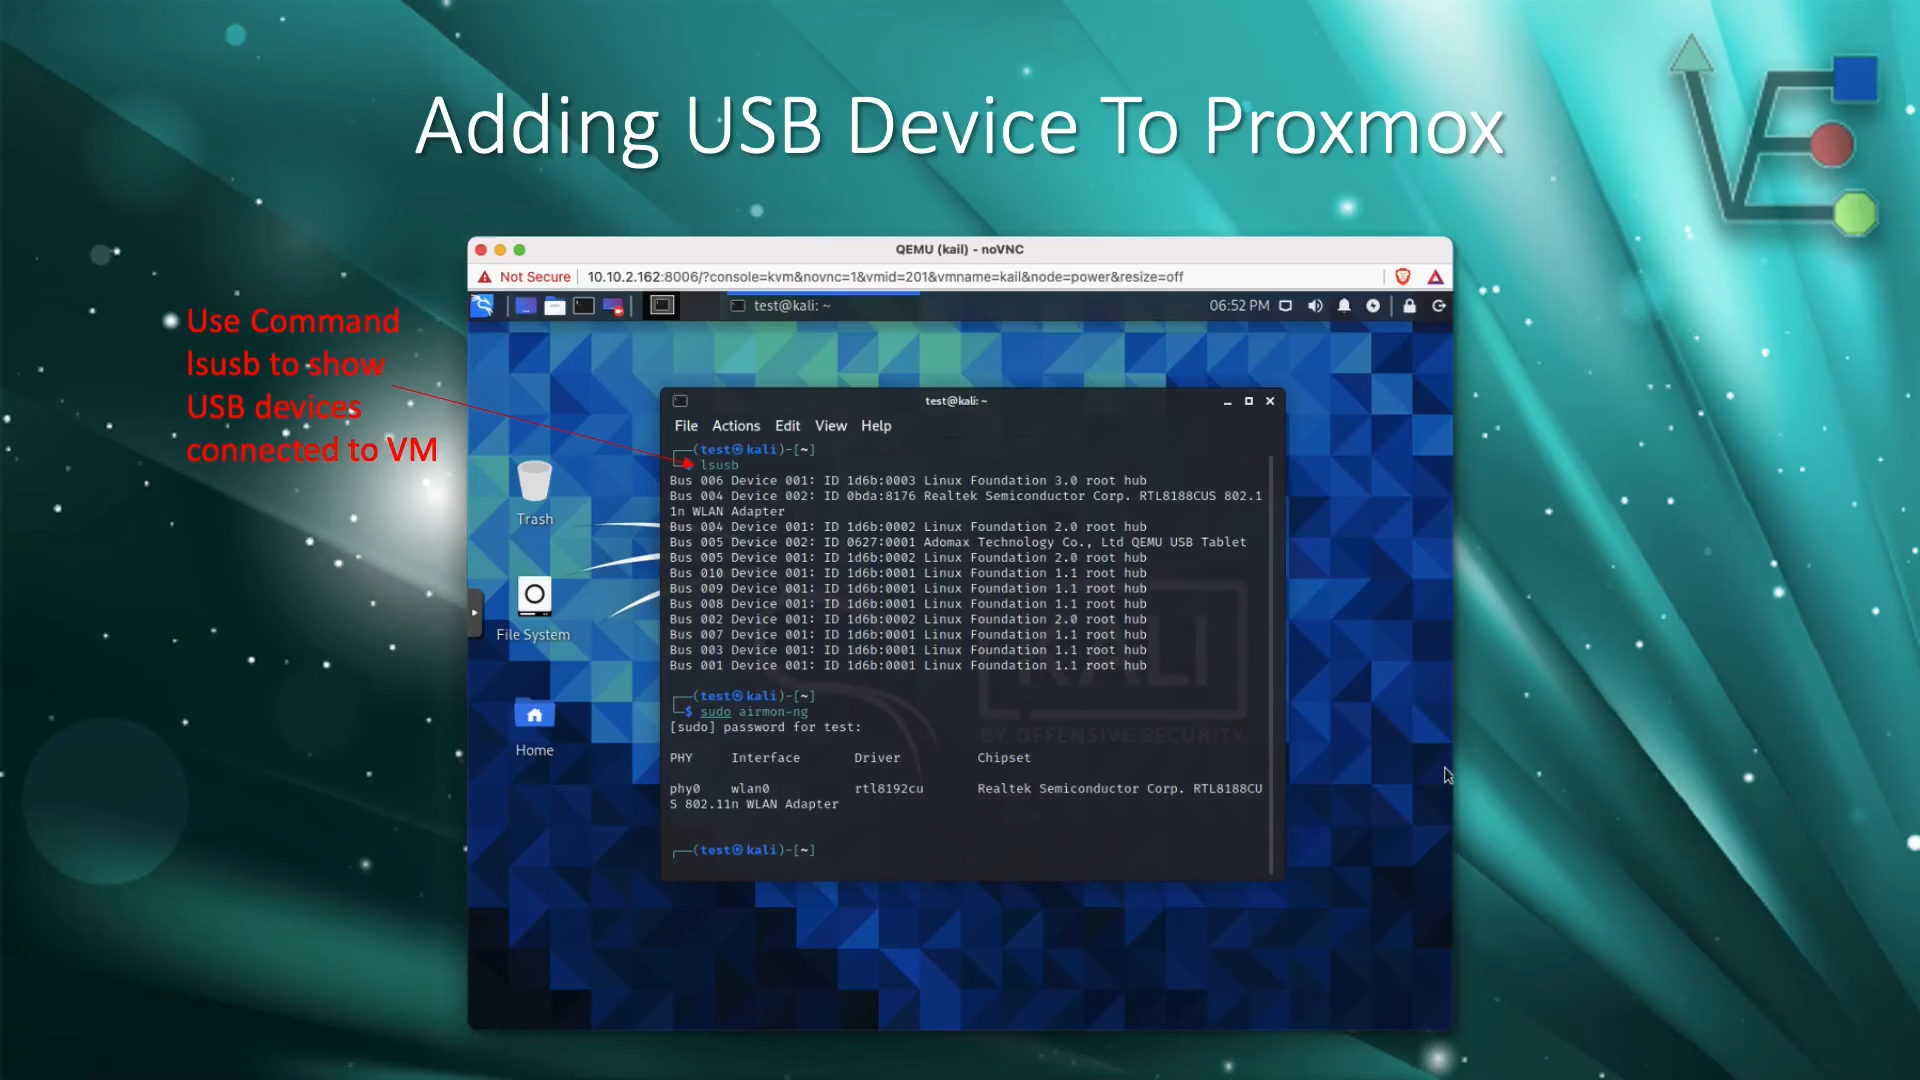 Adding USB Device To Proxmox
Use Command
lsusb to show
USB devices
connected to VM
QEMU (kail) - noVNC
Not Secure 10.10.2.162:8006/?console=kvm&novnc=1&vmid=201&vmname=kail&node=power&resize=off
test@kali: ~
06:52 PM
Trash
File System
Home
test@kali: ~
File Actions Edit View Help
┌──(test㉿kali)-[~]
lsusb
Bus 006 Device 001: ID 1d6b:0003 Linux Foundation 3.0 root hub
Bus 004 Device 002: ID 0bda:8176 Realtek Semiconductor Corp. RTL8188CUS 802.1
1n WLAN Adapter
Bus 004 Device 001: ID 1d6b:0002 Linux Foundation 2.0 root hub
Bus 005 Device 002: ID 0627:0001 Adomax Technology Co., Ltd QEMU USB Tablet
Bus 005 Device 001: ID 1d6b:0002 Linux Foundation 2.0 root hub
Bus 010 Device 001: ID 1d6b:0001 Linux Foundation 1.1 root hub
Bus 009 Device 001: ID 1d6b:0001 Linux Foundation 1.1 root hub
Bus 008 Device 001: ID 1d6b:0001 Linux Foundation 1.1 root hub
Bus 002 Device 001: ID 1d6b:0002 Linux Foundation 2.0 root hub
Bus 007 Device 001: ID 1d6b:0001 Linux Foundation 1.1 root hub
Bus 003 Device 001: ID 1d6b:0001 Linux Foundation 1.1 root hub
Bus 001 Device 001: ID 1d6b:0001 Linux Foundation 1.1 root hub
┌──(test㉿kali)-[~]
└─$ sudo airmon-ng
[sudo] password for test:
PHY Interface Driver Chipset
phy0 wlan0 rtl8192cu Realtek Semiconductor Corp. RTL8188CU
S 802.11n WLAN Adapter
┌──(test㉿kali)-[~]
KALI
BY OFFENSIVE SECURITY